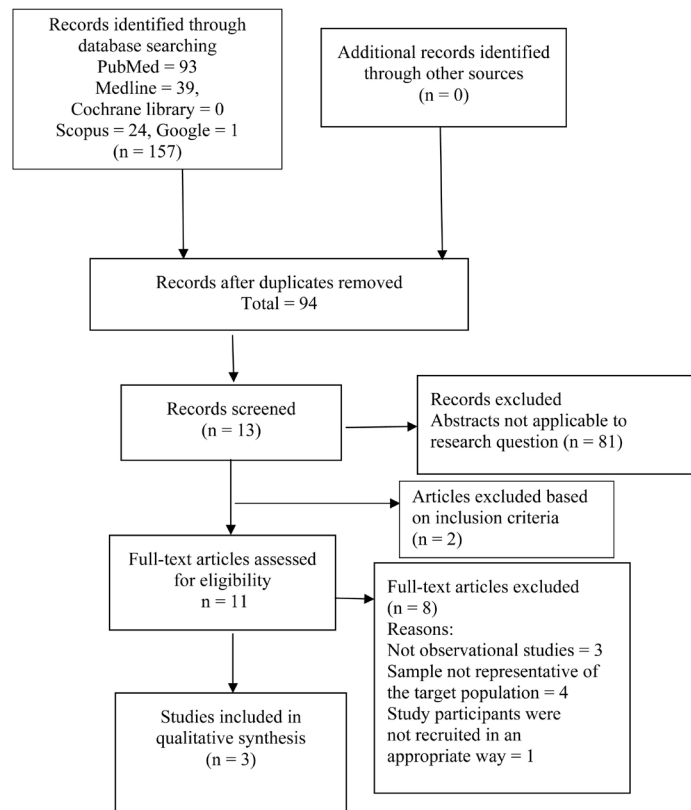 Records identified through
database searching
PubMed = 93
Medline = 39,
Cochrane library = 0
Scopus = 24, Google = 1
(n = 157)
Additional records identified
through other sources
(n = 0)
Records after duplicates removed
Total = 94
Records screened
(n = 13)
Records excluded
Abstracts not applicable to
research question (n = 81)
Articles excluded based
on inclusion criteria
(n = 2)
Full-text articles assessed
for eligibility
n = 11
Full-text articles excluded
(n = 8)
Reasons:
Not observational studies = 3
Sample not representative of
the target population = 4
Study participants were
not recruited in an
appropriate way = 1
Studies included in
qualitative synthesis
(n = 3)